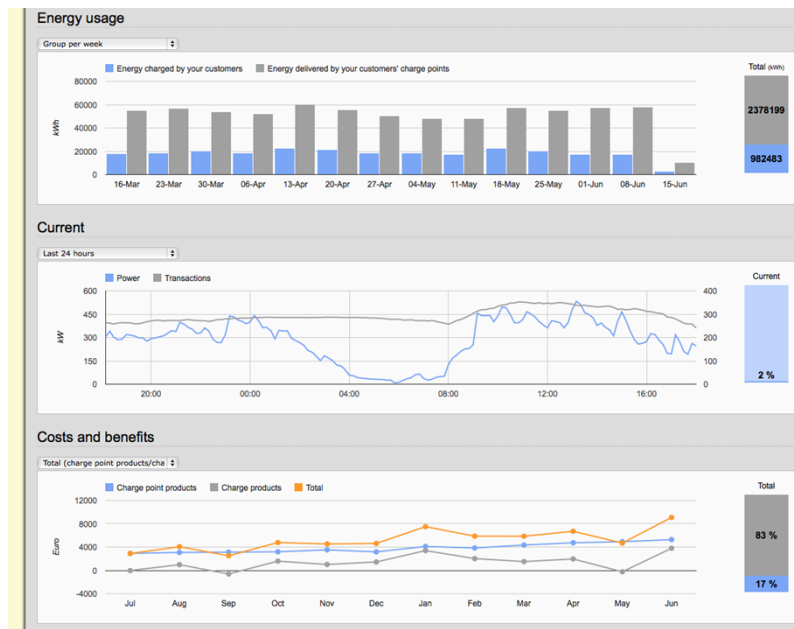 Energy usage
Group per week
Energy charged by your customers Energy delivered by your customers' charge points
Total (kWh)
80000
60000
40000
20000
0
kWh
16-Mar 23-Mar 30-Mar 06-Apr 13-Apr 20-Apr 27-Apr 04-May 11-May 18-May 25-May 01-Jun 08-Jun 15-Jun
2378199
982483
Current
Last 24 hours
Power Transactions
Current
600
450
300
150
0
kW
400
300
200
100
0
20:00 00:00 04:00 08:00 12:00 16:00
2 %
Costs and benefits
Total (charge point products/cha
Charge point products Charge products Total
Total
12000
8000
4000
0
-4000
Euro
Jul Aug Sep Oct Nov Dec Jan Feb Mar Apr May Jun
83 %
17 %